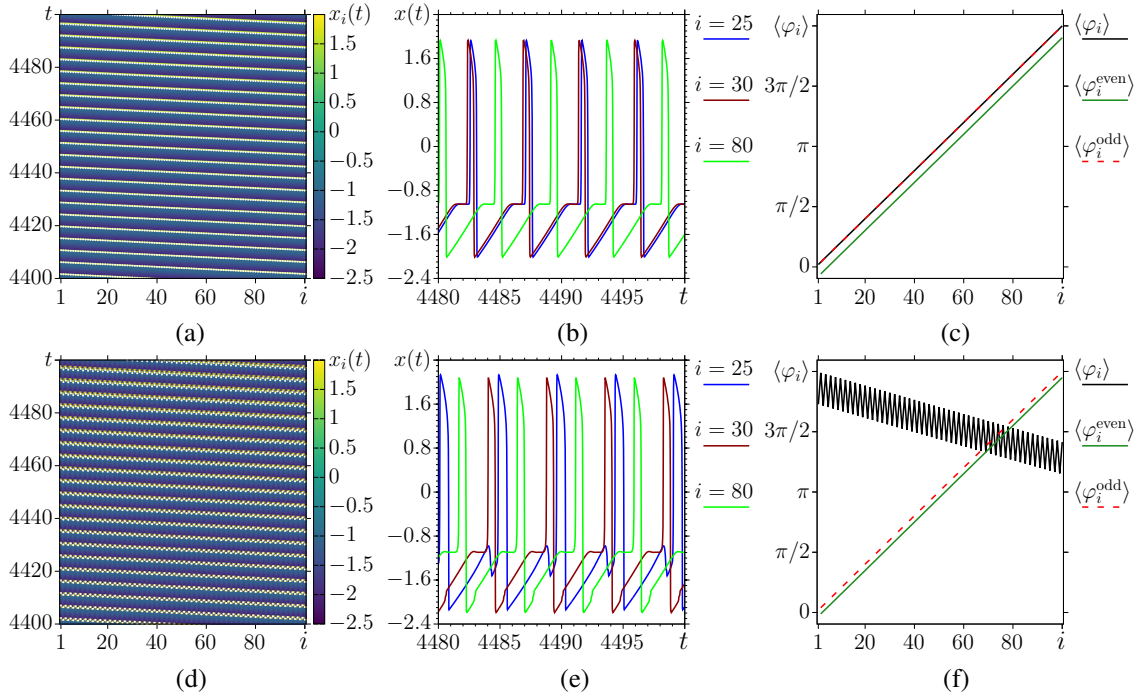 t
x_i(t)
4480
4460
4440
4420
4400
1.5
1
0.5
0
−0.5
−1
−1.5
−2
−2.5
1 20 40 60 80 i
(a)
x(t)
1.6
0.8
0
−0.8
−1.6
−2.4
4480 4485 4490 4495 t
i = 25
i = 30
i = 80
(b)
⟨φ_i⟩
3π/2
π
π/2
0
1 20 40 60 80 i
⟨φ_i⟩
⟨φ_i^even⟩
⟨φ_i^odd⟩
(c)
t
x_i(t)
4480
4460
4440
4420
4400
1.5
1
0.5
0
−0.5
−1
−1.5
−2
−2.5
1 20 40 60 80 i
(d)
x(t)
1.6
0.8
0
−0.8
−1.6
−2.4
4480 4485 4490 4495 t
i = 25
i = 30
i = 80
(e)
⟨φ_i⟩
3π/2
π
π/2
0
1 20 40 60 80 i
⟨φ_i⟩
⟨φ_i^even⟩
⟨φ_i^odd⟩
(f)